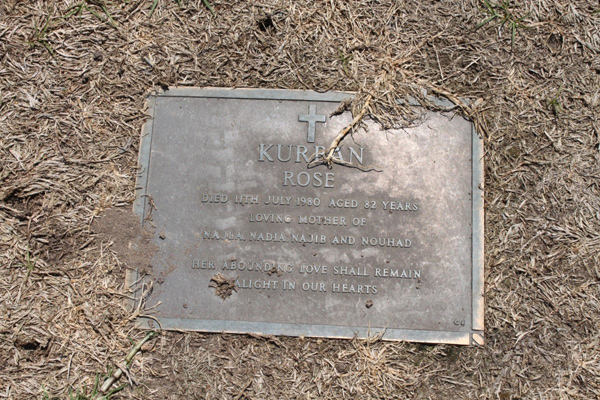 KURBAN
ROSE
DIED 11TH JULY 1980 AGED 82 YEARS
LOVING MOTHER OF
NADIA NAJIB AND NOUHAD
HER ABOUNDING LOVE SHALL REMAIN
ALIGHT IN OUR HEARTS